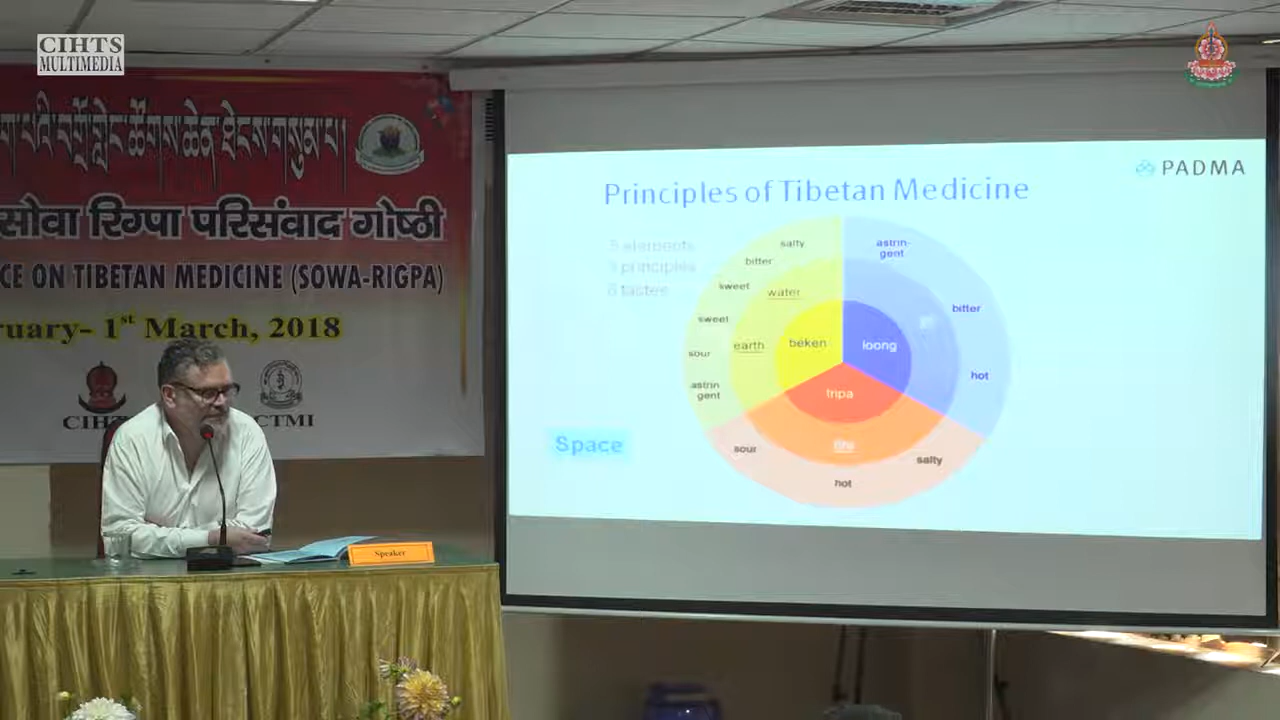 CIHTS
MULTIMEDIA
सोवा रिग्पा परिसंवाद गोष्ठी
CE ON TIBETAN MEDICINE (SOWA-RIGPA)
ruary- 1st March, 2018
CTMI
Speaker
PADMA
Principles of Tibetan Medicine
5 elements
3 principles
6 tastes
salty
bitter
sweet
water
sweet
earth
beken
sour
astrin
gent
astrin-
gent
bitter
loong
hot
tripa
sour
salty
hot
Space